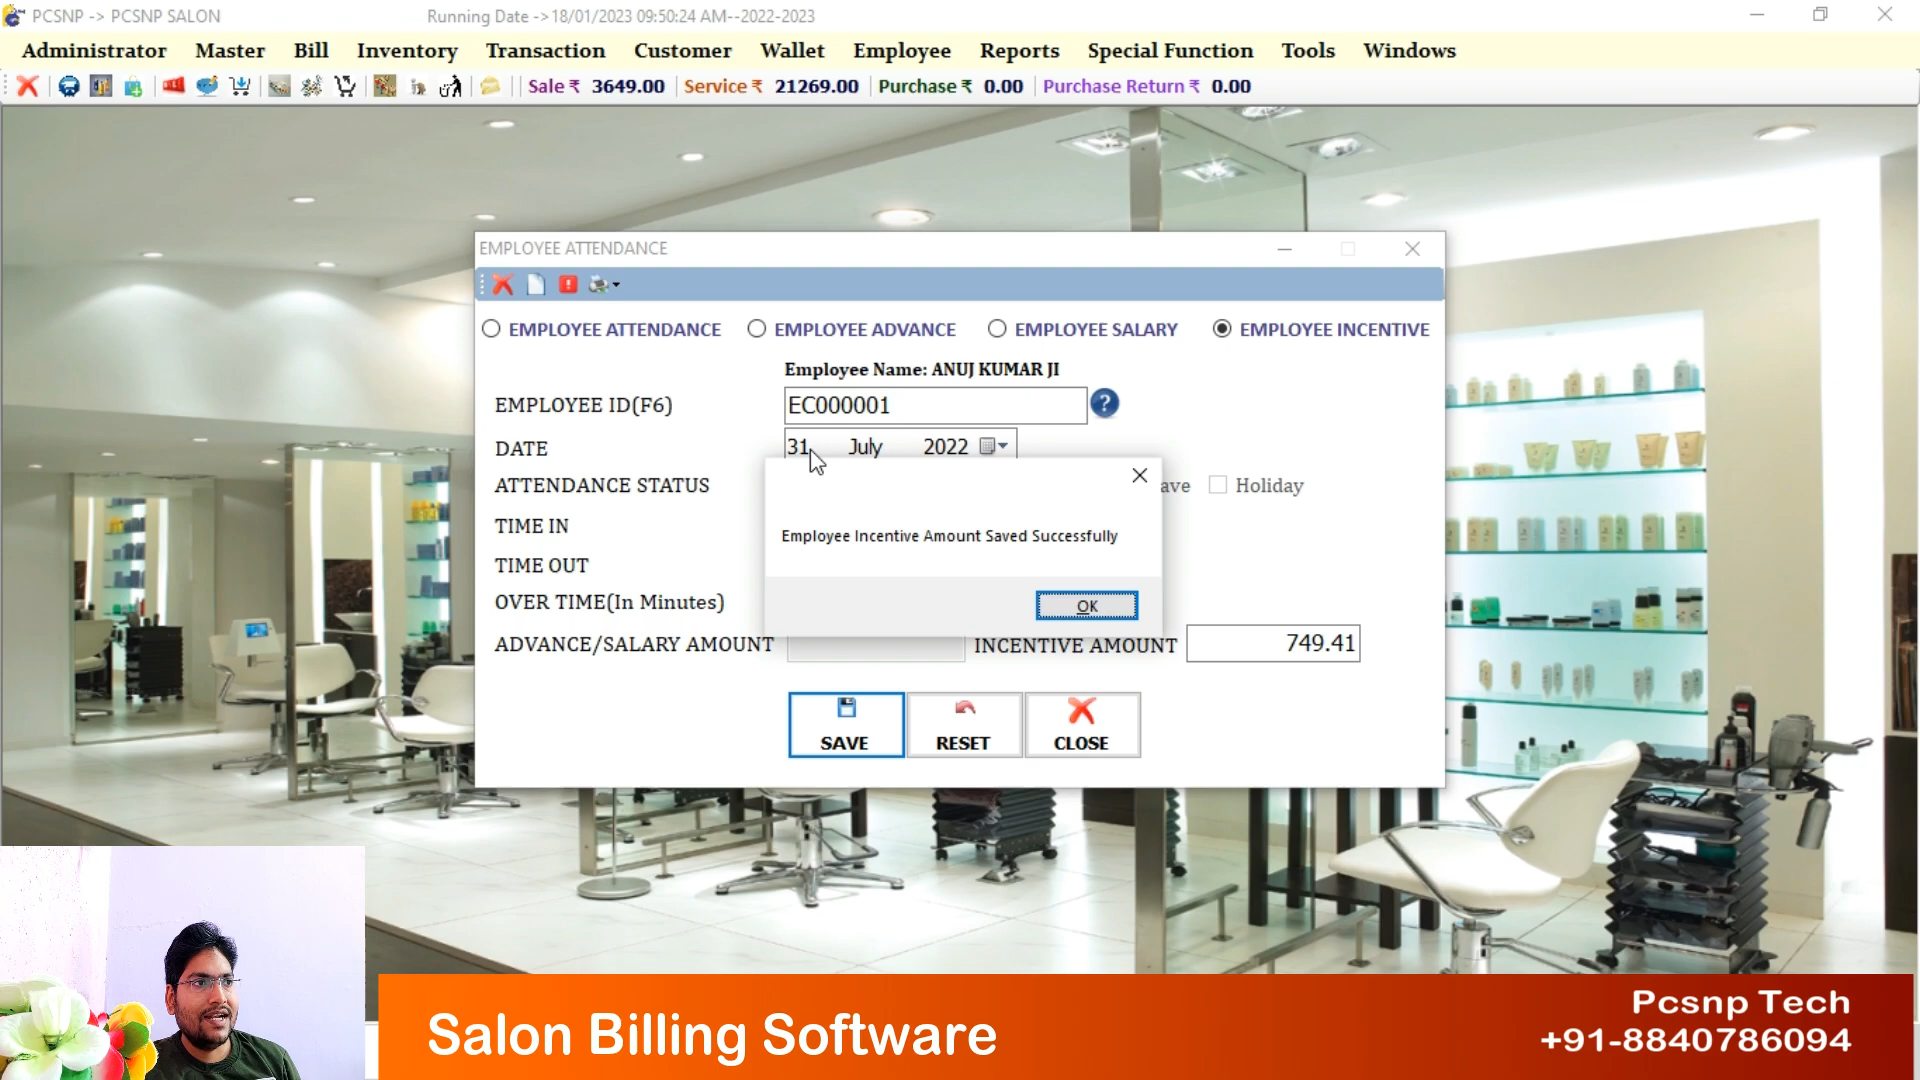 PCSNP -> PCSNP SALON
Running Date ->18/01/2023 09:50:24 AM--2022-2023
Administrator Master Bill Inventory Transaction Customer Wallet Employee Reports Special Function Tools Windows
Sale ₹ 3649.00 Service ₹ 21269.00 Purchase ₹ 0.00 Purchase Return ₹ 0.00
EMPLOYEE ATTENDANCE
EMPLOYEE ATTENDANCE EMPLOYEE ADVANCE EMPLOYEE SALARY EMPLOYEE INCENTIVE
Employee Name: ANUJ KUMAR JI
EMPLOYEE ID(F6) EC000001
DATE 31 July 2022
ATTENDANCE STATUS ave Holiday
TIME IN
Employee Incentive Amount Saved Successfully
TIME OUT
OVER TIME(In Minutes)
OK
ADVANCE/SALARY AMOUNT INCENTIVE AMOUNT 749.41
SAVE RESET CLOSE
Salon Billing Software
Pcsnp Tech
+91-8840786094